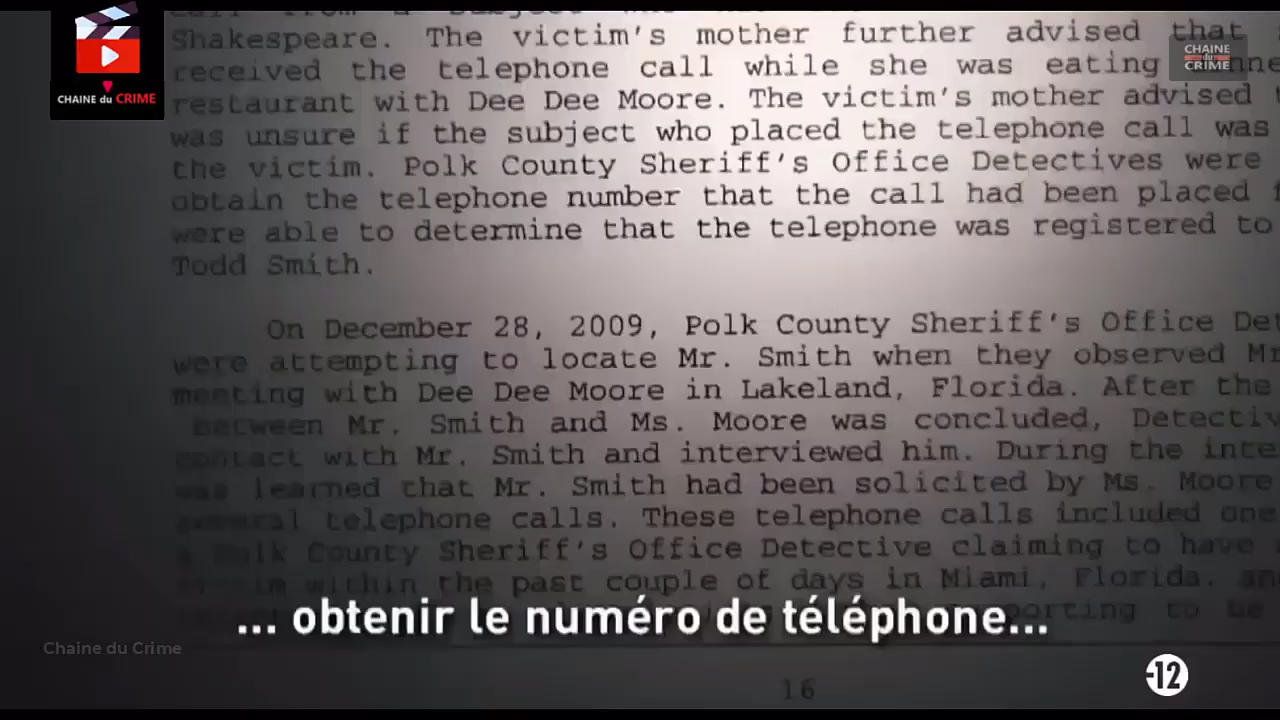 Shakespeare. The victim's mother further advised that
received the telephone call while she was eating
restaurant with Dee Dee Moore. The victim's mother advised
was unsure if the subject who placed the telephone call was
the victim. Polk County Sheriff's Office Detectives were
obtain the telephone number that the call had been placed
were able to determine that the telephone was registered to
Todd Smith.
On December 28, 2009, Polk County Sheriff's Office
were attempting to locate Mr. Smith when they observed
meeting with Dee Dee Moore in Lakeland, Florida. After the
between Mr. Smith and Ms. Moore was concluded,
contact with Mr. Smith and interviewed him. During the
was learned that Mr. Smith had been solicited by Ms. Moore
several telephone calls. These telephone calls included one
a Polk County Sheriff's Office Detective claiming to have
victim within the past couple of days in Miami, Florida,
to be
... obtenir le numéro de téléphone...
16
CHAINE du CRIME
CHAINE du CRIME
Chaine du Crime
-12